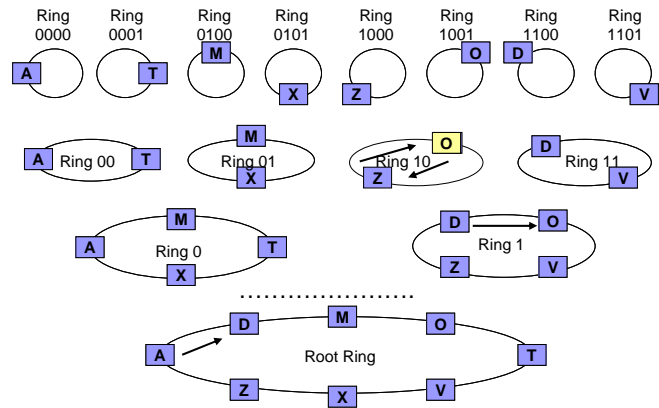 Ring 0000
Ring 0001
Ring 0100
Ring 0101
Ring 1000
Ring 1001
Ring 1100
Ring 1101
A
T
M
X
Z
O
D
V
A Ring 00 T
M
Ring 01
X
O
Ring 10
Z
D
Ring 11
V
M
A Ring 0 T
X
D O
Ring 1
Z V
D M O
A Root Ring T
Z X V